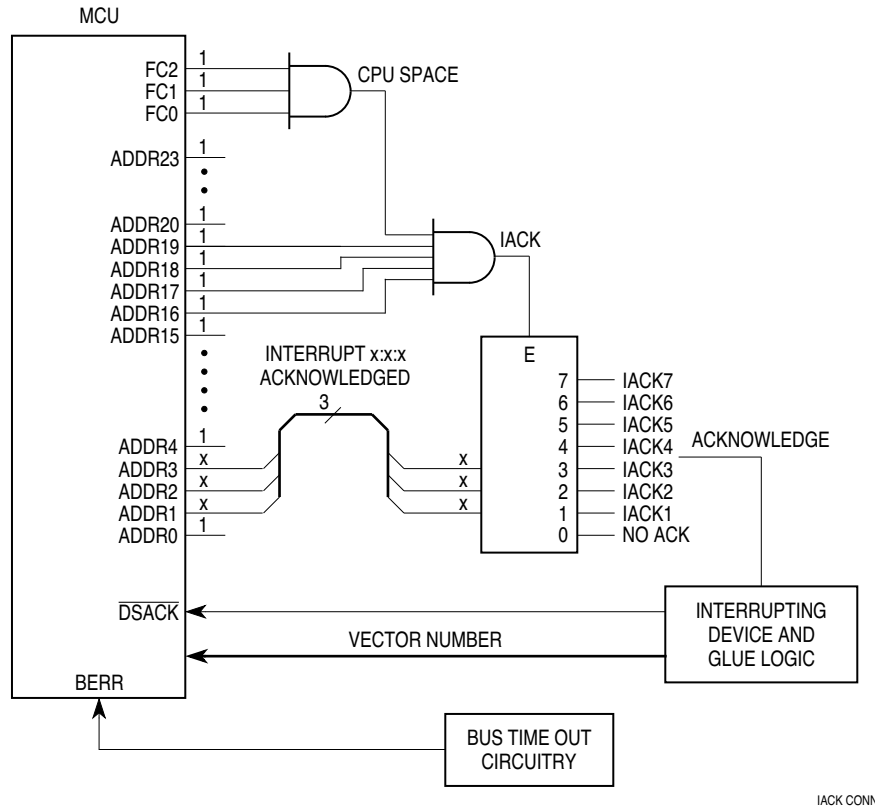 MCU
FC2 1
FC1 1
FC0 1
CPU SPACE
ADDR23 1
ADDR20 1
ADDR19 1
ADDR18 1
ADDR17 1
ADDR16 1
ADDR15 1
IACK
INTERRUPT x:x:x
ACKNOWLEDGED
3
ADDR4 1
ADDR3 x
ADDR2 x
ADDR1 x
ADDR0 1
x
x
x
E
7 IACK7
6 IACK6
5 IACK5
4 IACK4
3 IACK3
2 IACK2
1 IACK1
0 NO ACK
ACKNOWLEDGE
DSACK
VECTOR NUMBER
INTERRUPTING
DEVICE AND
GLUE LOGIC
BERR
BUS TIME OUT
CIRCUITRY
IACK CONN